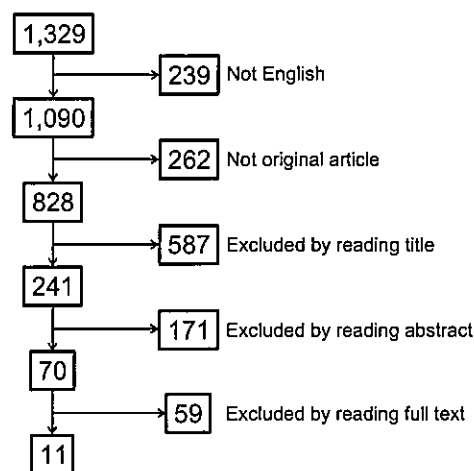 1,329
239 Not English
1,090
262 Not original article
828
587 Excluded by reading title
241
171 Excluded by reading abstract
70
59 Excluded by reading full text
11